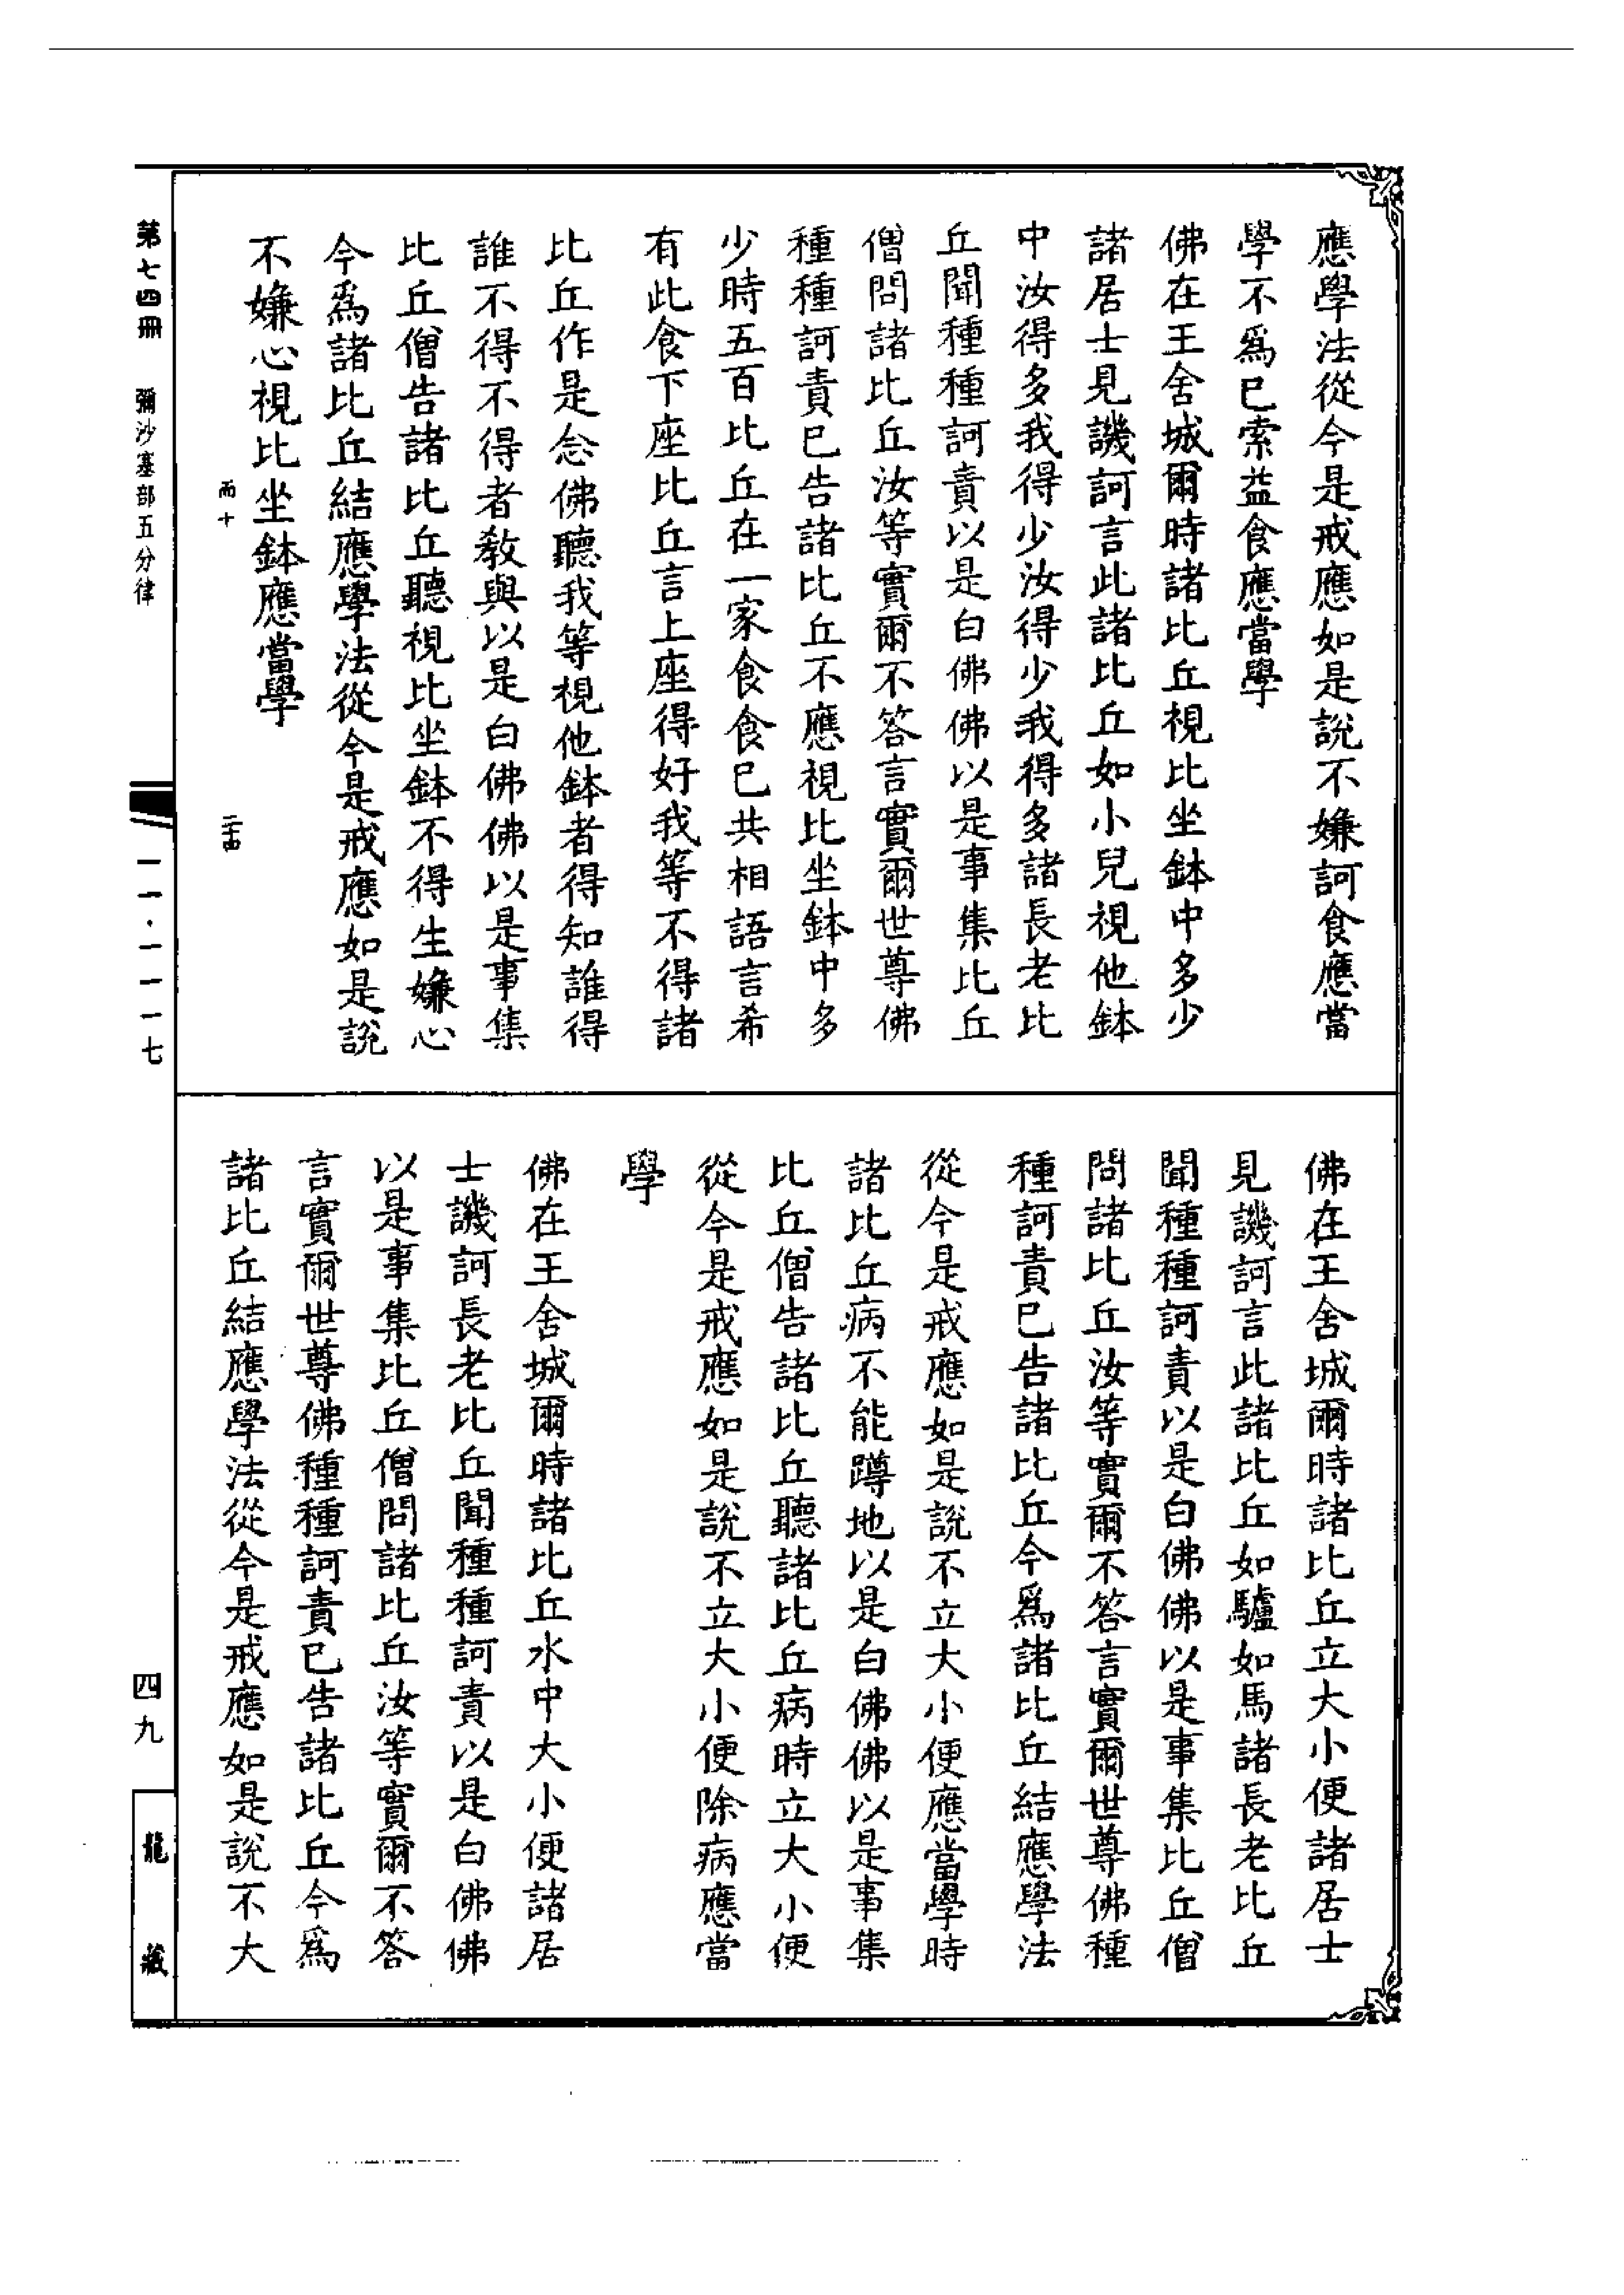 應學法從今是戒應如是說不嫌訶食應當
學不爲已索益食應當學
佛在王舍城爾時諸比丘視比坐鉢中多少
諸居士見譏訶言此諸比丘如小兒視他鉢
中汝得多我得少汝得少我得多諸長老比
丘聞種種訶責以是白佛佛以是事集比丘
僧問諸比丘汝等實爾不答言實爾世尊佛
種種訶責已告諸比丘不應視比坐鉢中多
少時五百比丘在一家食食已共相語言希
有此食下座比丘言上座得好我等不得諸
比丘作是念佛聽我等視他鉢者得知誰得
誰不得不得者敎與以是白佛佛以是事集
比丘僧告諸比丘聽視比坐鉢不得生嫌心
今爲諸比丘結應學法從今是戒應如是說
不嫌心視比坐鉢應當學
而十
二十四
佛在王舍城爾時諸比丘立大小便諸居士
見譏訶言此諸比丘如驢如馬諸長老比丘
聞種種訶責以是白佛佛以是事集比丘僧
問諸比丘汝等實爾不答言實爾世尊佛種
種訶責已告諸比丘今爲諸比丘結應學法
從今是戒應如是說不立大小便應當學時
諸比丘病不能蹲地以是白佛佛以是事集
比丘僧告諸比丘聽諸比丘病時立大小便
從今是戒應如是說不立大小便除病應當
學
佛在王舍城爾時諸比丘水中大小便諸居
士譏訶長老比丘聞種種訶責以是白佛佛
以是事集比丘僧問諸比丘汝等實爾不答
言實爾世尊佛種種訶責已告諸比丘今爲
諸比丘結應學法從今是戒應如是說不大
第七四冊 彌沙塞部五分律
一一·一一一七
四九
龍藏